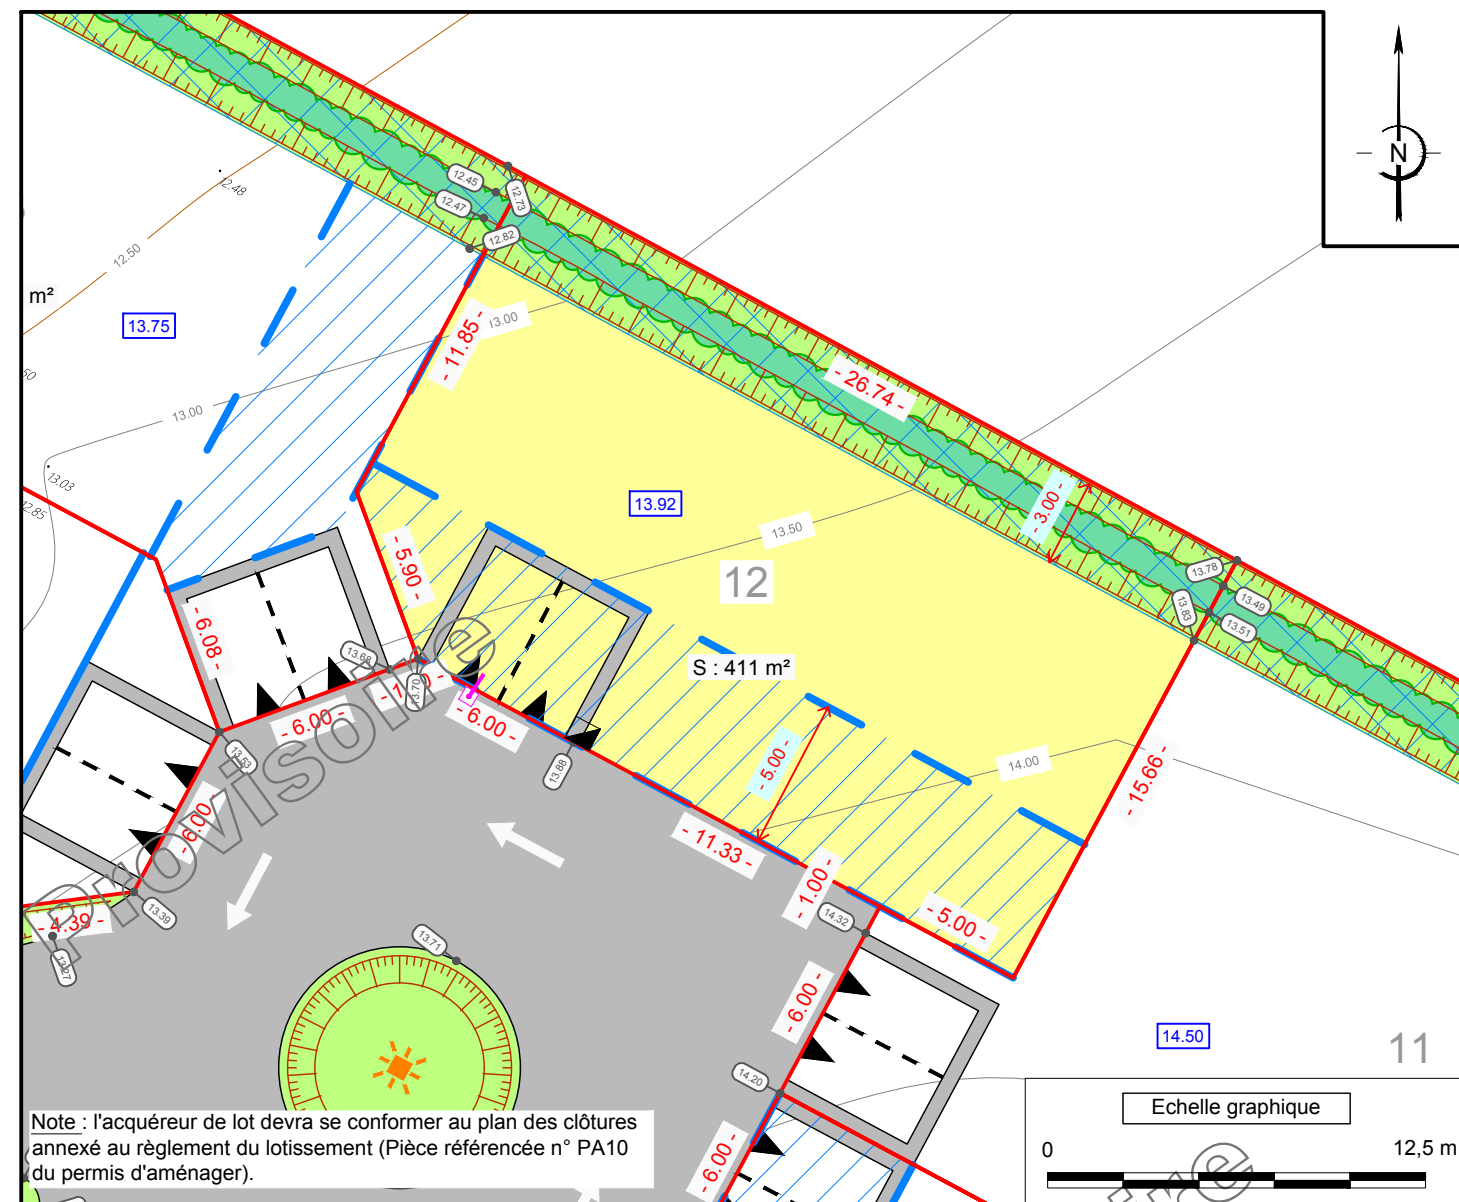 N
12.45
12.73
12.47
12.82
12.48
12.50
m²
13.75
- 11.85 -
13.00
13.00
- 26.74 -
13.03
12.85
13.92
13.50
- 3.00 -
12
13.78
13.49
13.83
13.51
- 5.90 -
- 6.08 -
S : 411 m²
13.68
13.70
- 6.00 -
- 6.00 -
13.53
13.88
- 5.00 -
14.00
- 15.66 -
- 6.00 -
- 11.33 -
- 1.00 -
Provisoire
- 4.39 -
13.39
13.27
13.71
14.32
- 5.00 -
- 6.00 -
14.50
11
14.20
- 6.00 -
Note : l'acquéreur de lot devra se conformer au plan des clôtures
annexé au règlement du lotissement (Pièce référencée n° PA10
du permis d'aménager).
Echelle graphique
0
12,5 m